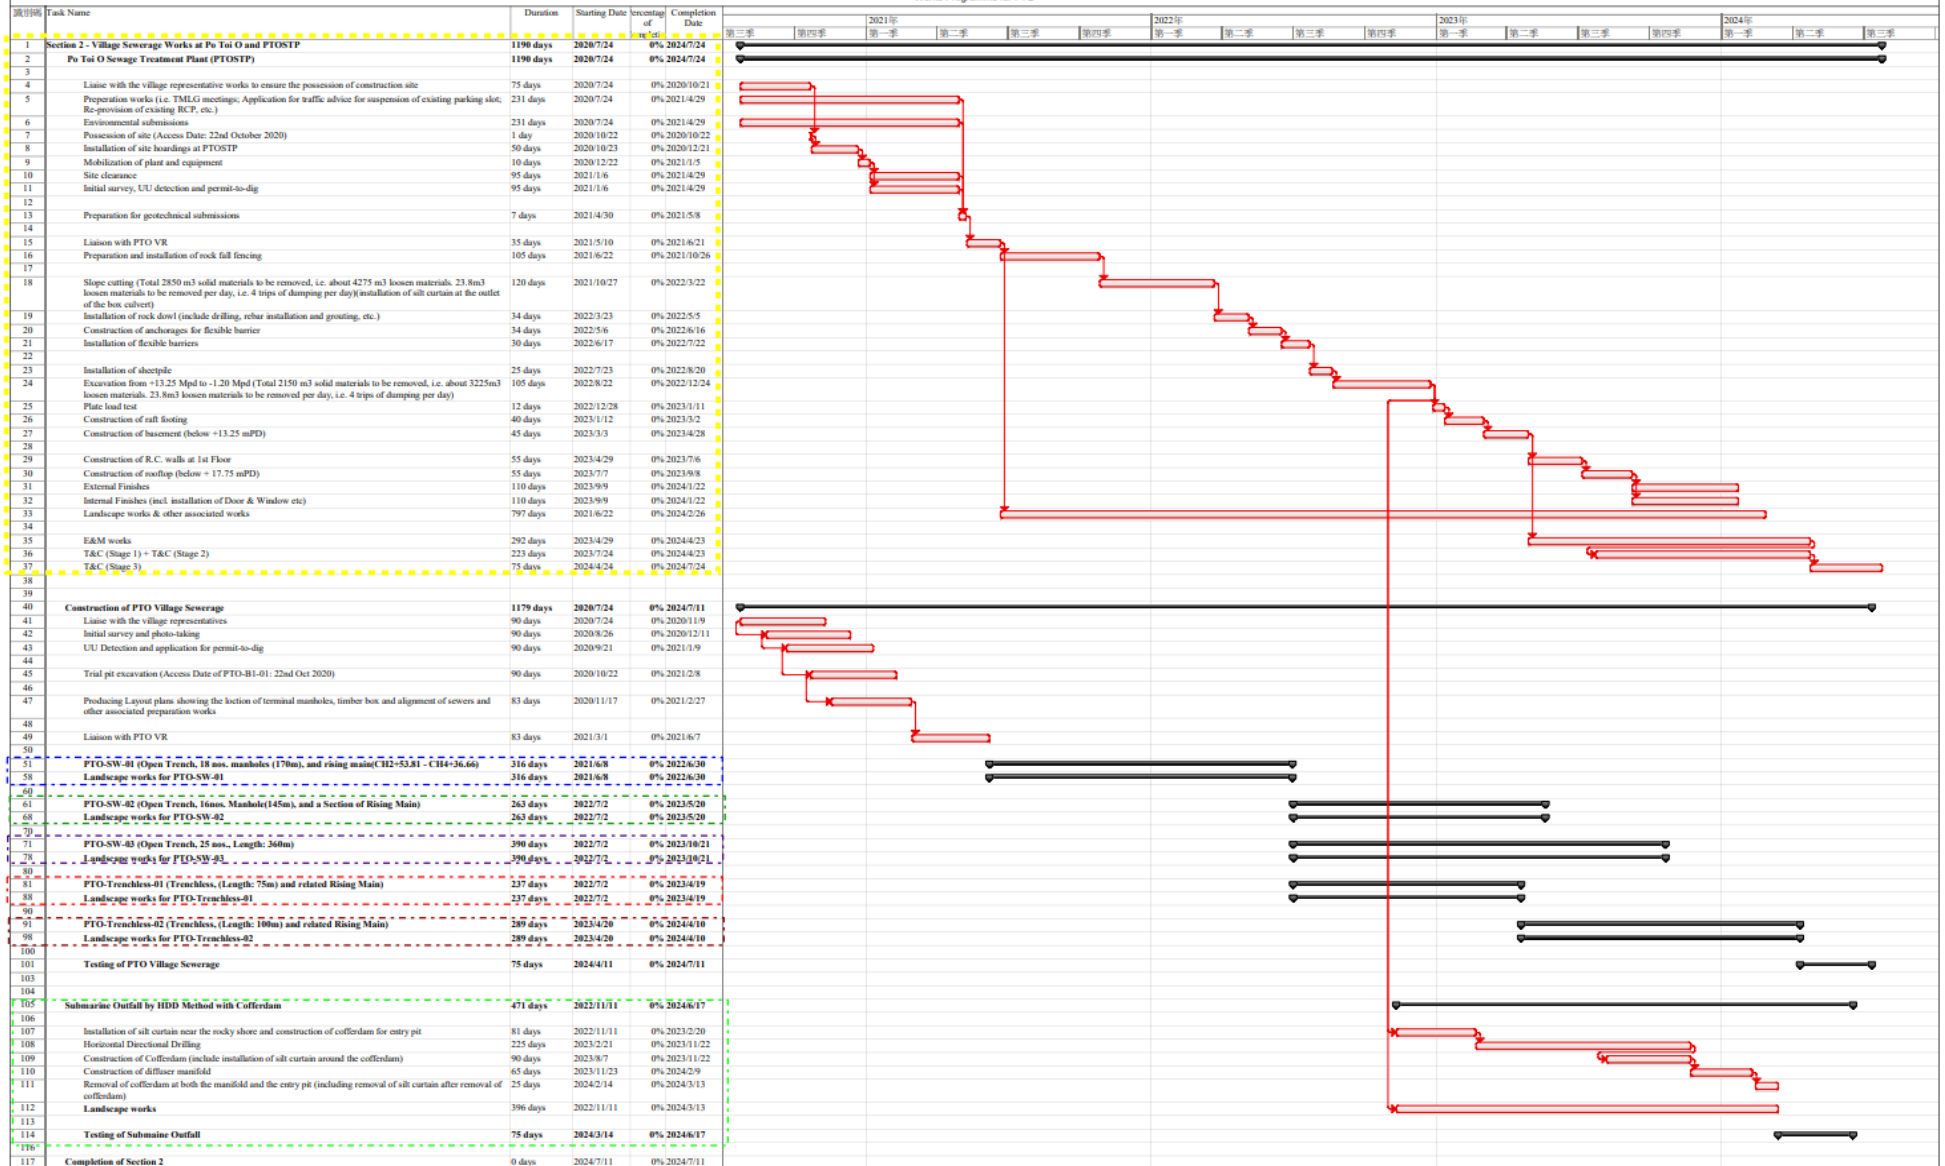 識別碼 Task Name Duration Starting Date Percentage of Completion Date
2021年 2022年 2023年 2024年
第三季 第四季 第一季 第二季 第三季 第四季 第一季 第二季 第三季 第四季 第一季 第二季 第三季 第四季 第一季 第二季 第三季
1 Section 2 - Village Sewerage Works at Po Toi O and PTOSTP 1190 days 2020/7/24 0% 2024/7/24
2 Po Toi O Sewage Treatment Plant (PTOSTP) 1190 days 2020/7/24 0% 2024/7/24
3
4 Liaise with the village representative works to ensure the possession of construction site 75 days 2020/7/24 0% 2020/10/21
5 Preperation works (i.e. TMLG meetings; Application for traffic advice for suspension of existing parking slot; 231 days 2020/7/24 0% 2021/4/29
Re-provision of existing RCP, etc.)
6 Environmental submissions 231 days 2020/7/24 0% 2021/4/29
7 Possession of site (Access Date: 22nd October 2020) 1 day 2020/10/22 0% 2020/10/22
8 Installation of site hoardings at PTOSTP 50 days 2020/10/23 0% 2020/12/21
9 Mobilization of plant and equipment 10 days 2020/12/22 0% 2021/1/5
10 Site clearance 95 days 2021/1/6 0% 2021/4/29
11 Initial survey, UU detection and permit-to-dig 95 days 2021/1/6 0% 2021/4/29
12
13 Preparation for geotechnical submissions 7 days 2021/4/30 0% 2021/5/8
14
15 Liaison with PTO VR 35 days 2021/5/10 0% 2021/6/21
16 Preparation and installation of rock fall fencing 105 days 2021/6/22 0% 2021/10/26
17
18 Slope cutting (Total 2850 m3 solid materials to be removed, i.e. about 4275 m3 loosen materials. 23.8m3 120 days 2021/10/27 0% 2022/3/22
loosen materials to be removed per day, i.e. 4 trips of dumping per day)(installation of silt curtain at the outlet
of the box culvert)
19 Installation of rock dowl (include drilling, rebar installation and grouting, etc.) 34 days 2022/3/23 0% 2022/5/5
20 Construction of anchorages for flexible barrier 34 days 2022/5/6 0% 2022/6/16
21 Installation of flexible barriers 30 days 2022/6/17 0% 2022/7/22
22
23 Installation of sheetpile 25 days 2022/7/23 0% 2022/8/20
24 Excavation from +13.25 Mpd to -1.20 Mpd (Total 2150 m3 solid materials to be removed, i.e. about 3225m3 105 days 2022/8/22 0% 2022/12/24
loosen materials. 23.8m3 loosen materials to be removed per day, i.e. 4 trips of dumping per day)
25 Plate load test 12 days 2022/12/28 0% 2023/1/11
26 Construction of raft footing 40 days 2023/1/12 0% 2023/3/2
27 Construction of basement (below +13.25 mPD) 45 days 2023/3/3 0% 2023/4/28
28
29 Construction of R.C. walls at 1st Floor 55 days 2023/4/29 0% 2023/7/6
30 Construction of rooftop (below + 17.75 mPD) 55 days 2023/7/7 0% 2023/9/8
31 External Finishes 110 days 2023/9/9 0% 2024/1/22
32 Internal Finishes (incl. installation of Door & Window etc) 110 days 2023/9/9 0% 2024/1/22
33 Landscape works & other associated works 797 days 2021/6/22 0% 2024/2/26
34
35 E&M works 292 days 2023/4/29 0% 2024/4/23
36 T&C (Stage 1) + T&C (Stage 2) 223 days 2023/7/24 0% 2024/4/23
37 T&C (Stage 3) 75 days 2024/4/24 0% 2024/7/24
38
39
40 Construction of PTO Village Sewerage 1179 days 2020/7/24 0% 2024/7/11
41 Liaise with the village representatives 90 days 2020/7/24 0% 2020/11/9
42 Initial survey and photo-taking 90 days 2020/8/26 0% 2020/12/11
43 UU Detection and application for permit-to-dig 90 days 2020/9/21 0% 2021/1/9
44
45 Trial pit excavation (Access Date of PTO-B1-01: 22nd Oct 2020) 90 days 2020/10/22 0% 2021/2/8
46
47 Producing Layout plans showing the loction of terminal manholes, timber box and alignment of sewers and 83 days 2020/11/17 0% 2021/2/27
other associated preparation works
48
49 Liaison with PTO VR 83 days 2021/3/1 0% 2021/6/7
50
51 PTO-SW-01 (Open Trench, 18 nos. manholes (170m), and rising main(CH2+53.81 - CH4+36.66) 316 days 2021/6/8 0% 2022/6/30
58 Landscape works for PTO-SW-01 316 days 2021/6/8 0% 2022/6/30
60
61 PTO-SW-02 (Open Trench, 16nos. Manhole(145m), and a Section of Rising Main) 263 days 2022/7/2 0% 2023/5/20
68 Landscape works for PTO-SW-02 263 days 2022/7/2 0% 2023/5/20
70
71 PTO-SW-03 (Open Trench, 25 nos., Length: 360m) 390 days 2022/7/2 0% 2023/10/21
78 Landscape works for PTO-SW-03 390 days 2022/7/2 0% 2023/10/21
80
81 PTO-Trenchless-01 (Trenchless, (Length: 75m) and related Rising Main) 237 days 2022/7/2 0% 2023/4/19
88 Landscape works for PTO-Trenchless-01 237 days 2022/7/2 0% 2023/4/19
90
91 PTO-Trenchless-02 (Trenchless, (Length: 100m) and related Rising Main) 289 days 2023/4/20 0% 2024/4/10
98 Landscape works for PTO-Trenchless-02 289 days 2023/4/20 0% 2024/4/10
100
101 Testing of PTO Village Sewerage 75 days 2024/4/11 0% 2024/7/11
103
104
105 Submarine Outfall by HDD Method with Cofferdam 471 days 2022/11/11 0% 2024/6/17
106
107 Installation of silt curtain near the rocky shore and construction of cofferdam for entry pit 81 days 2022/11/11 0% 2023/2/20
108 Horizontal Directional Drilling 225 days 2023/2/21 0% 2023/11/22
109 Construction of Cofferdam (include installation of silt curtain around the cofferdam) 90 days 2023/8/7 0% 2023/11/22
110 Construction of diffuser manifold 65 days 2023/11/23 0% 2024/2/9
111 Removal of cofferdam at both the manifold and the entry pit (including removal of silt curtain after removal of 25 days 2024/2/14 0% 2024/3/13
cofferdam)
112 Landscape works 396 days 2022/11/11 0% 2024/3/13
113
114 Testing of Submaine Outfall 75 days 2024/3/14 0% 2024/6/17
116
117 Completion of Section 2 0 days 2024/7/11 0% 2024/7/11